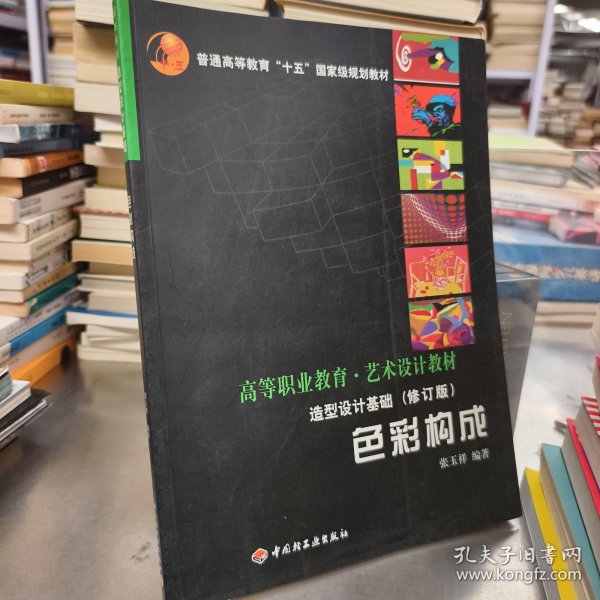 普通高等教育“十五”国家级规划教材
高等职业教育·艺术设计教材
造型设计基础（修订版）
色彩构成
张玉祥 编著
中国轻工业出版社
孔夫子旧书网
www.kongfz.com